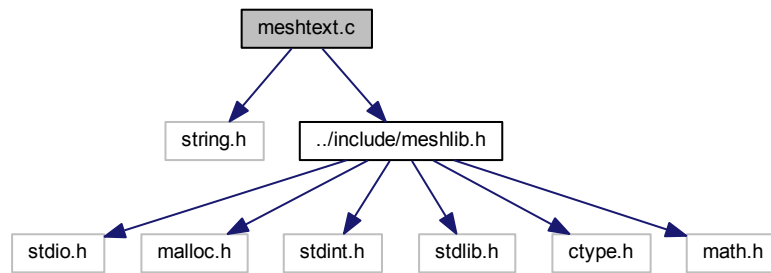 meshtext.c
string.h
../include/meshlib.h
stdio.h
malloc.h
stdint.h
stdlib.h
ctype.h
math.h